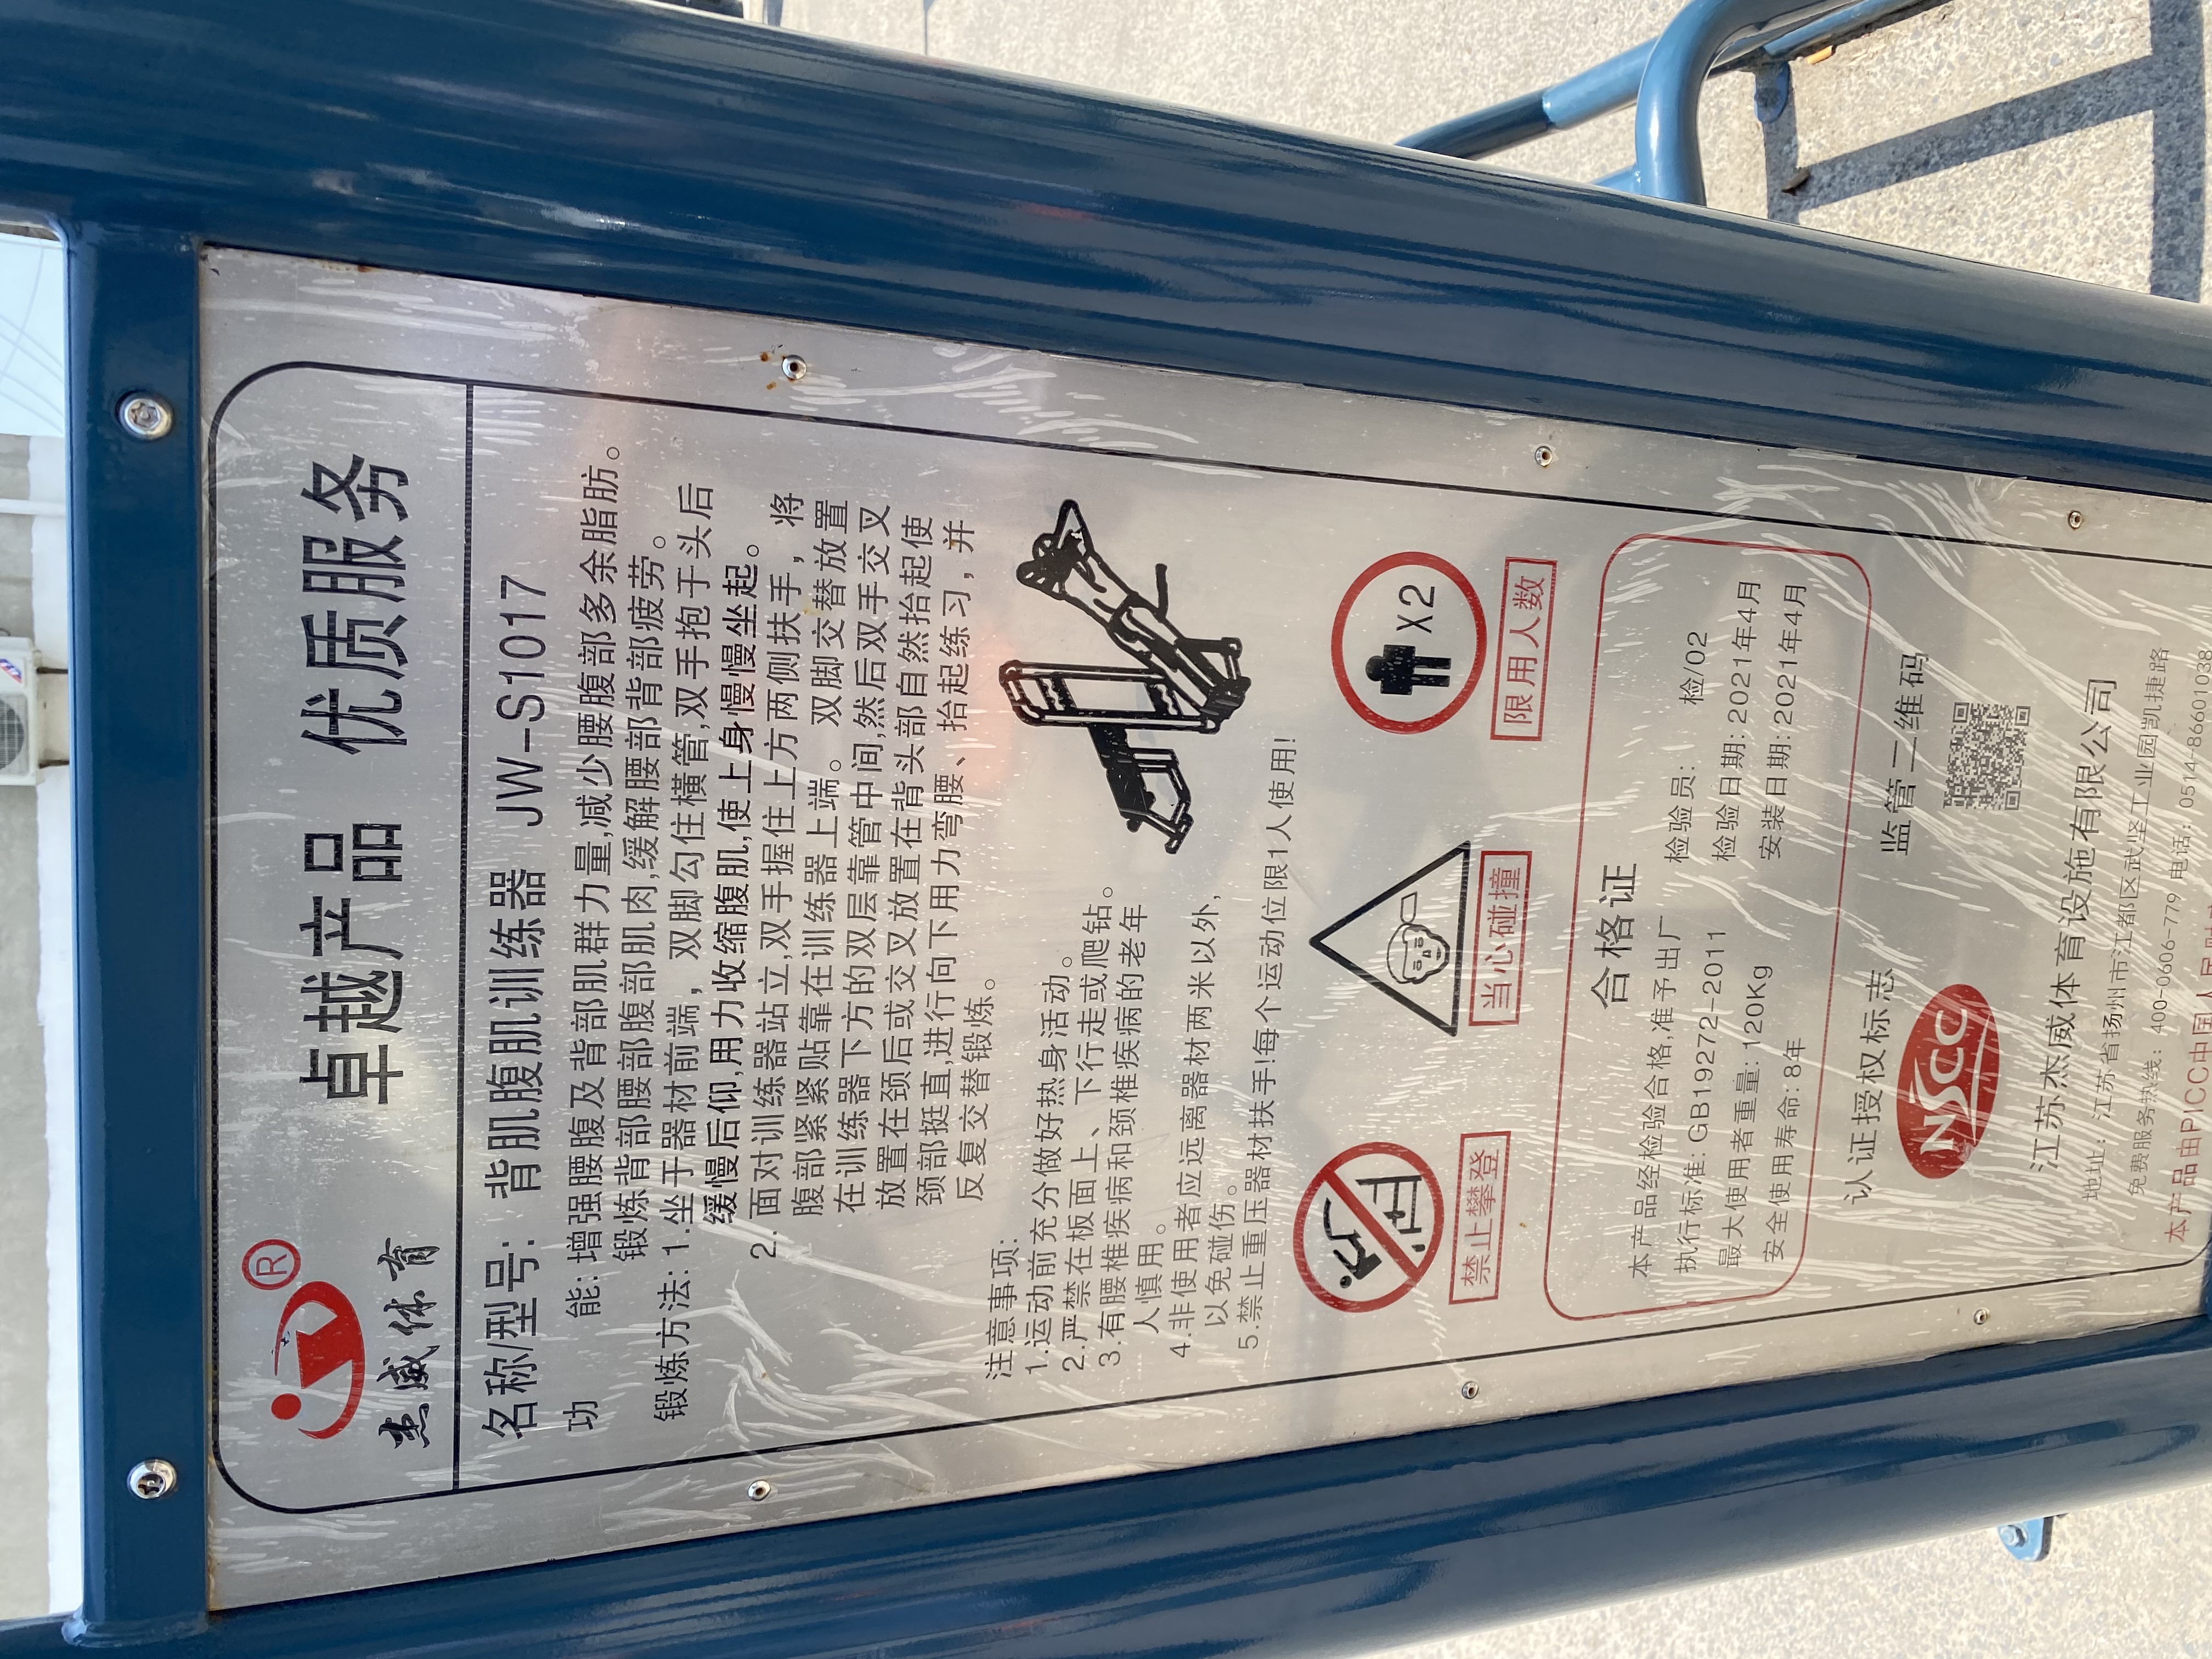 R
杰威体育
卓越产品 优质服务
名称/型号: 背肌腹肌训练器 JW-S1017
功 能: 增强腰腹及背部肌群力量,减少腰腹部多余脂肪。
锻炼背部腰部腹部肌肉,缓解腰部背部疲劳。
锻炼方法: 1.坐于器材前端，双脚勾住横管,双手抱于头后
缓慢后仰,用力收缩腹肌,使上身慢慢坐起。
2.面对训练器站立,双手握住上方两侧扶手，将
腹部紧紧贴靠在训练器上端。双脚交替放置
在训练器下方的双层靠管中间,然后双手交叉
放置在颈后或交叉放置在背头部自然抬起使
颈部挺直,进行向下用力弯腰、抬起练习，并
反复交替锻炼。
注意事项:
1.运动前充分做好热身活动。
2.严禁在板面上、下行走或爬钻。
3.有腰椎疾病和颈椎疾病的老年
人慎用。
4.非使用者应远离器材两米以外,
以免碰伤。
5.禁止重压器材扶手!每个运动位限1人使用!
X2
禁止攀登
当心碰撞
限用人数
合格证
本产品经检验合格,准予出厂
检验员: 检/02
执行标准: GB19272-2011
检验日期: 2021年4月
最大使用者重量: 120Kg
安装日期: 2021年4月
安全使用寿命: 8年
认证授权标志
监管二维码
NSCC
江苏杰威体育设施有限公司
地址: 江苏省扬州市江都区武坚工业园凯捷路
免费服务热线: 400-0606-779 电话: 0514-86601038
本产品由PICC中国人民